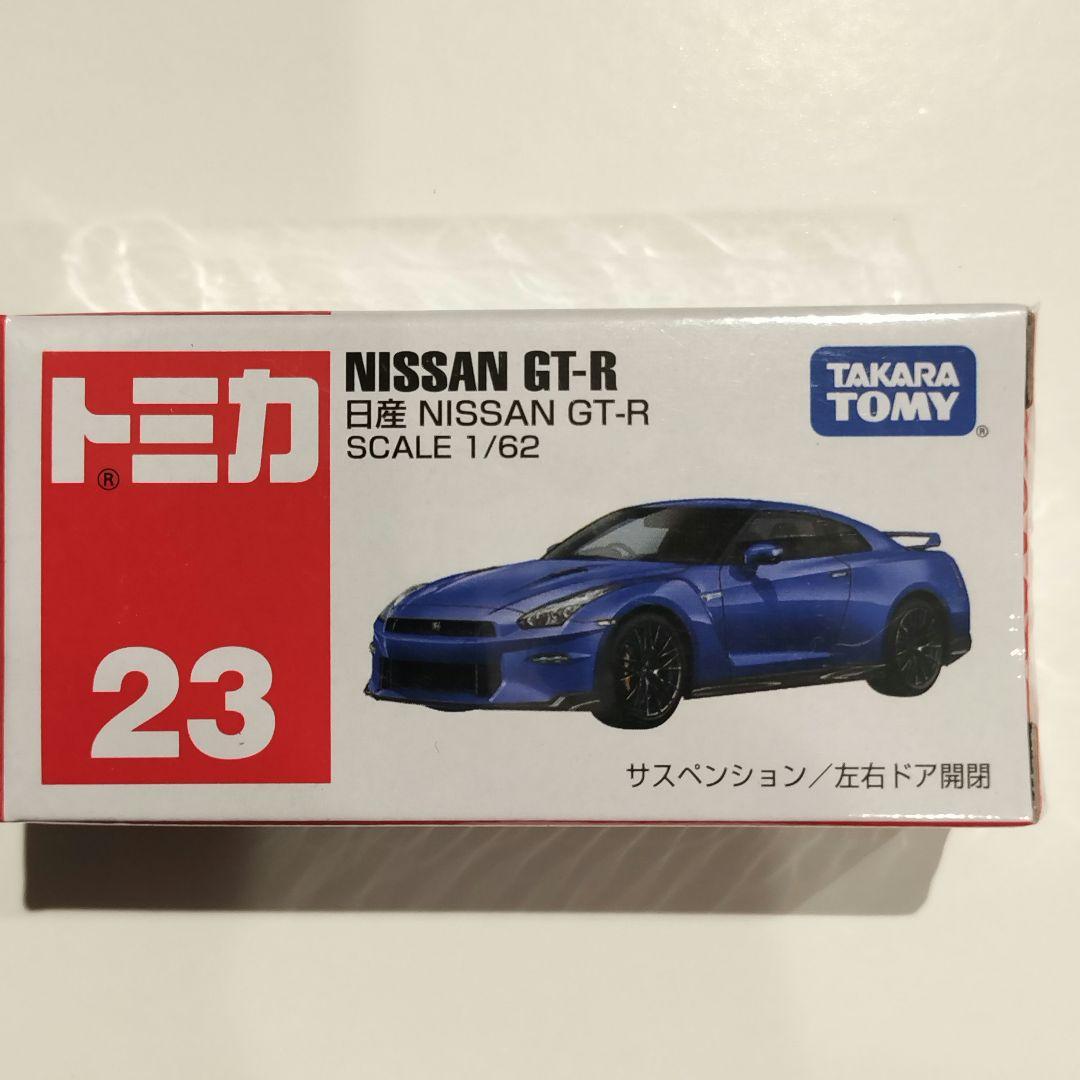 トミカ
®
23
NISSAN GT-R
日産 NISSAN GT-R
SCALE 1/62
TAKARA
TOMY
®
サスペンション／左右ドア開閉